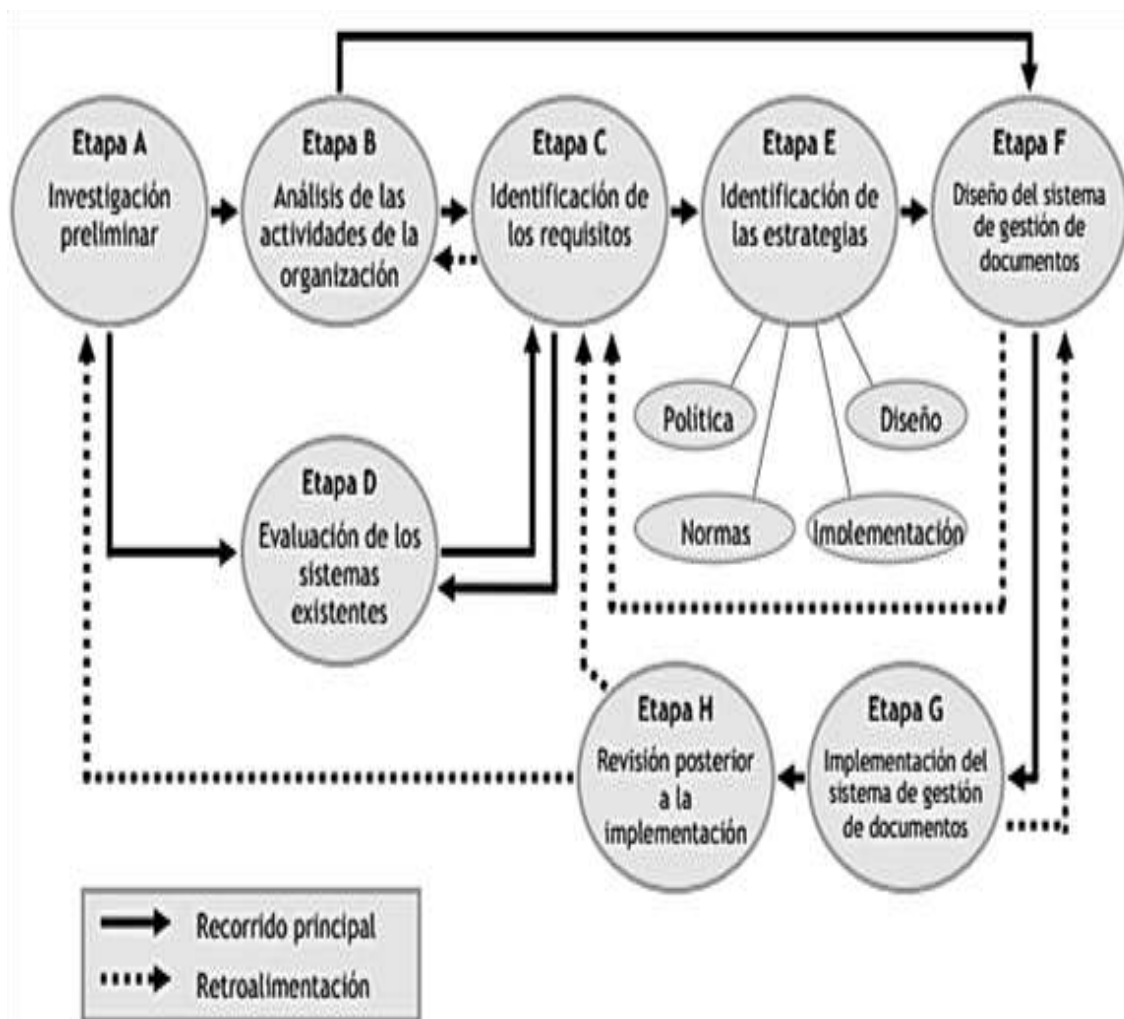 Etapa A
Investigación
preliminar
Etapa B
Análisis de las
actividades de la
organización
Etapa C
Identificación de
los requisitos
Etapa E
Identificación de
las estrategias
Etapa F
Diseño del sistema
de gestión de
documentos
Política
Diseño
Normas
Implementación
Etapa D
Evaluación de los
sistemas
existentes
Etapa H
Revisión posterior
a la
implementación
Etapa G
Implementación del
sistema de gestión
de documentos
Recorrido principal
Retroalimentación